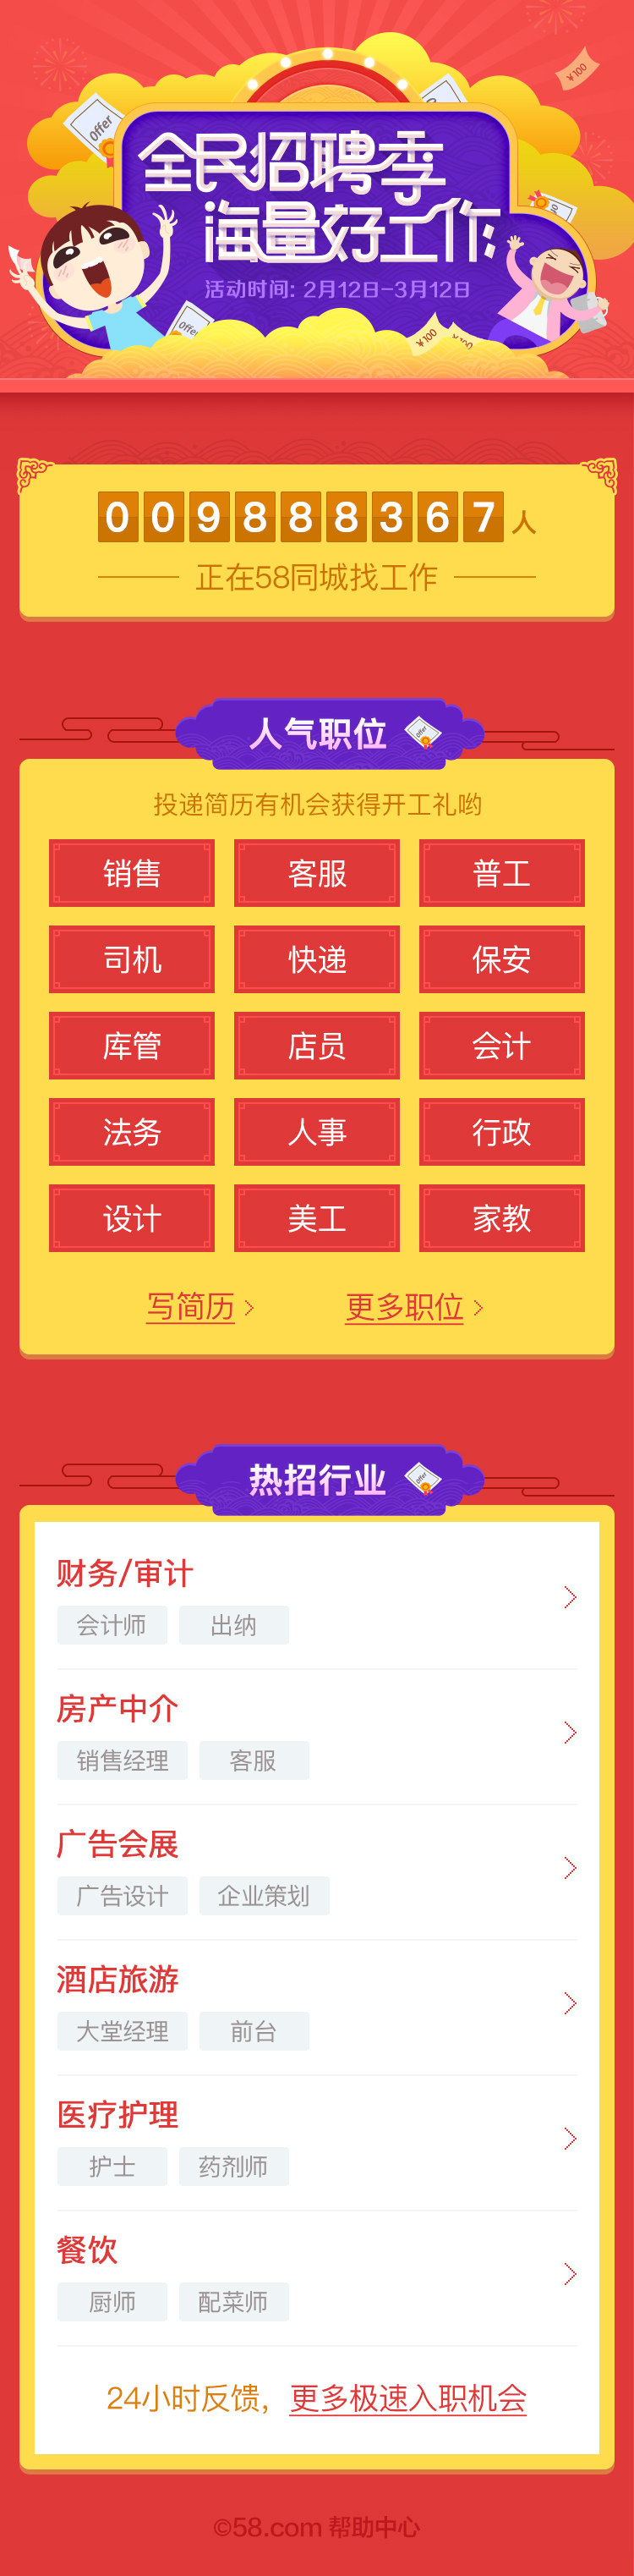 Offer
¥100
全民招聘季
海量好工作
活动时间: 2月12日-3月12日
Offer
¥100
¥100
009888367人
正在58同城找工作
人气职位
Offer
投递简历有机会获得开工礼哟
销售 客服 普工
司机 快递 保安
库管 店员 会计
法务 人事 行政
设计 美工 家教
写简历 更多职位
热招行业
Offer
财务/审计
会计师 出纳
房产中介
销售经理 客服
广告会展
广告设计 企业策划
酒店旅游
大堂经理 前台
医疗护理
护士 药剂师
餐饮
厨师 配菜师
24小时反馈，更多极速入职机会
©58.com 帮助中心